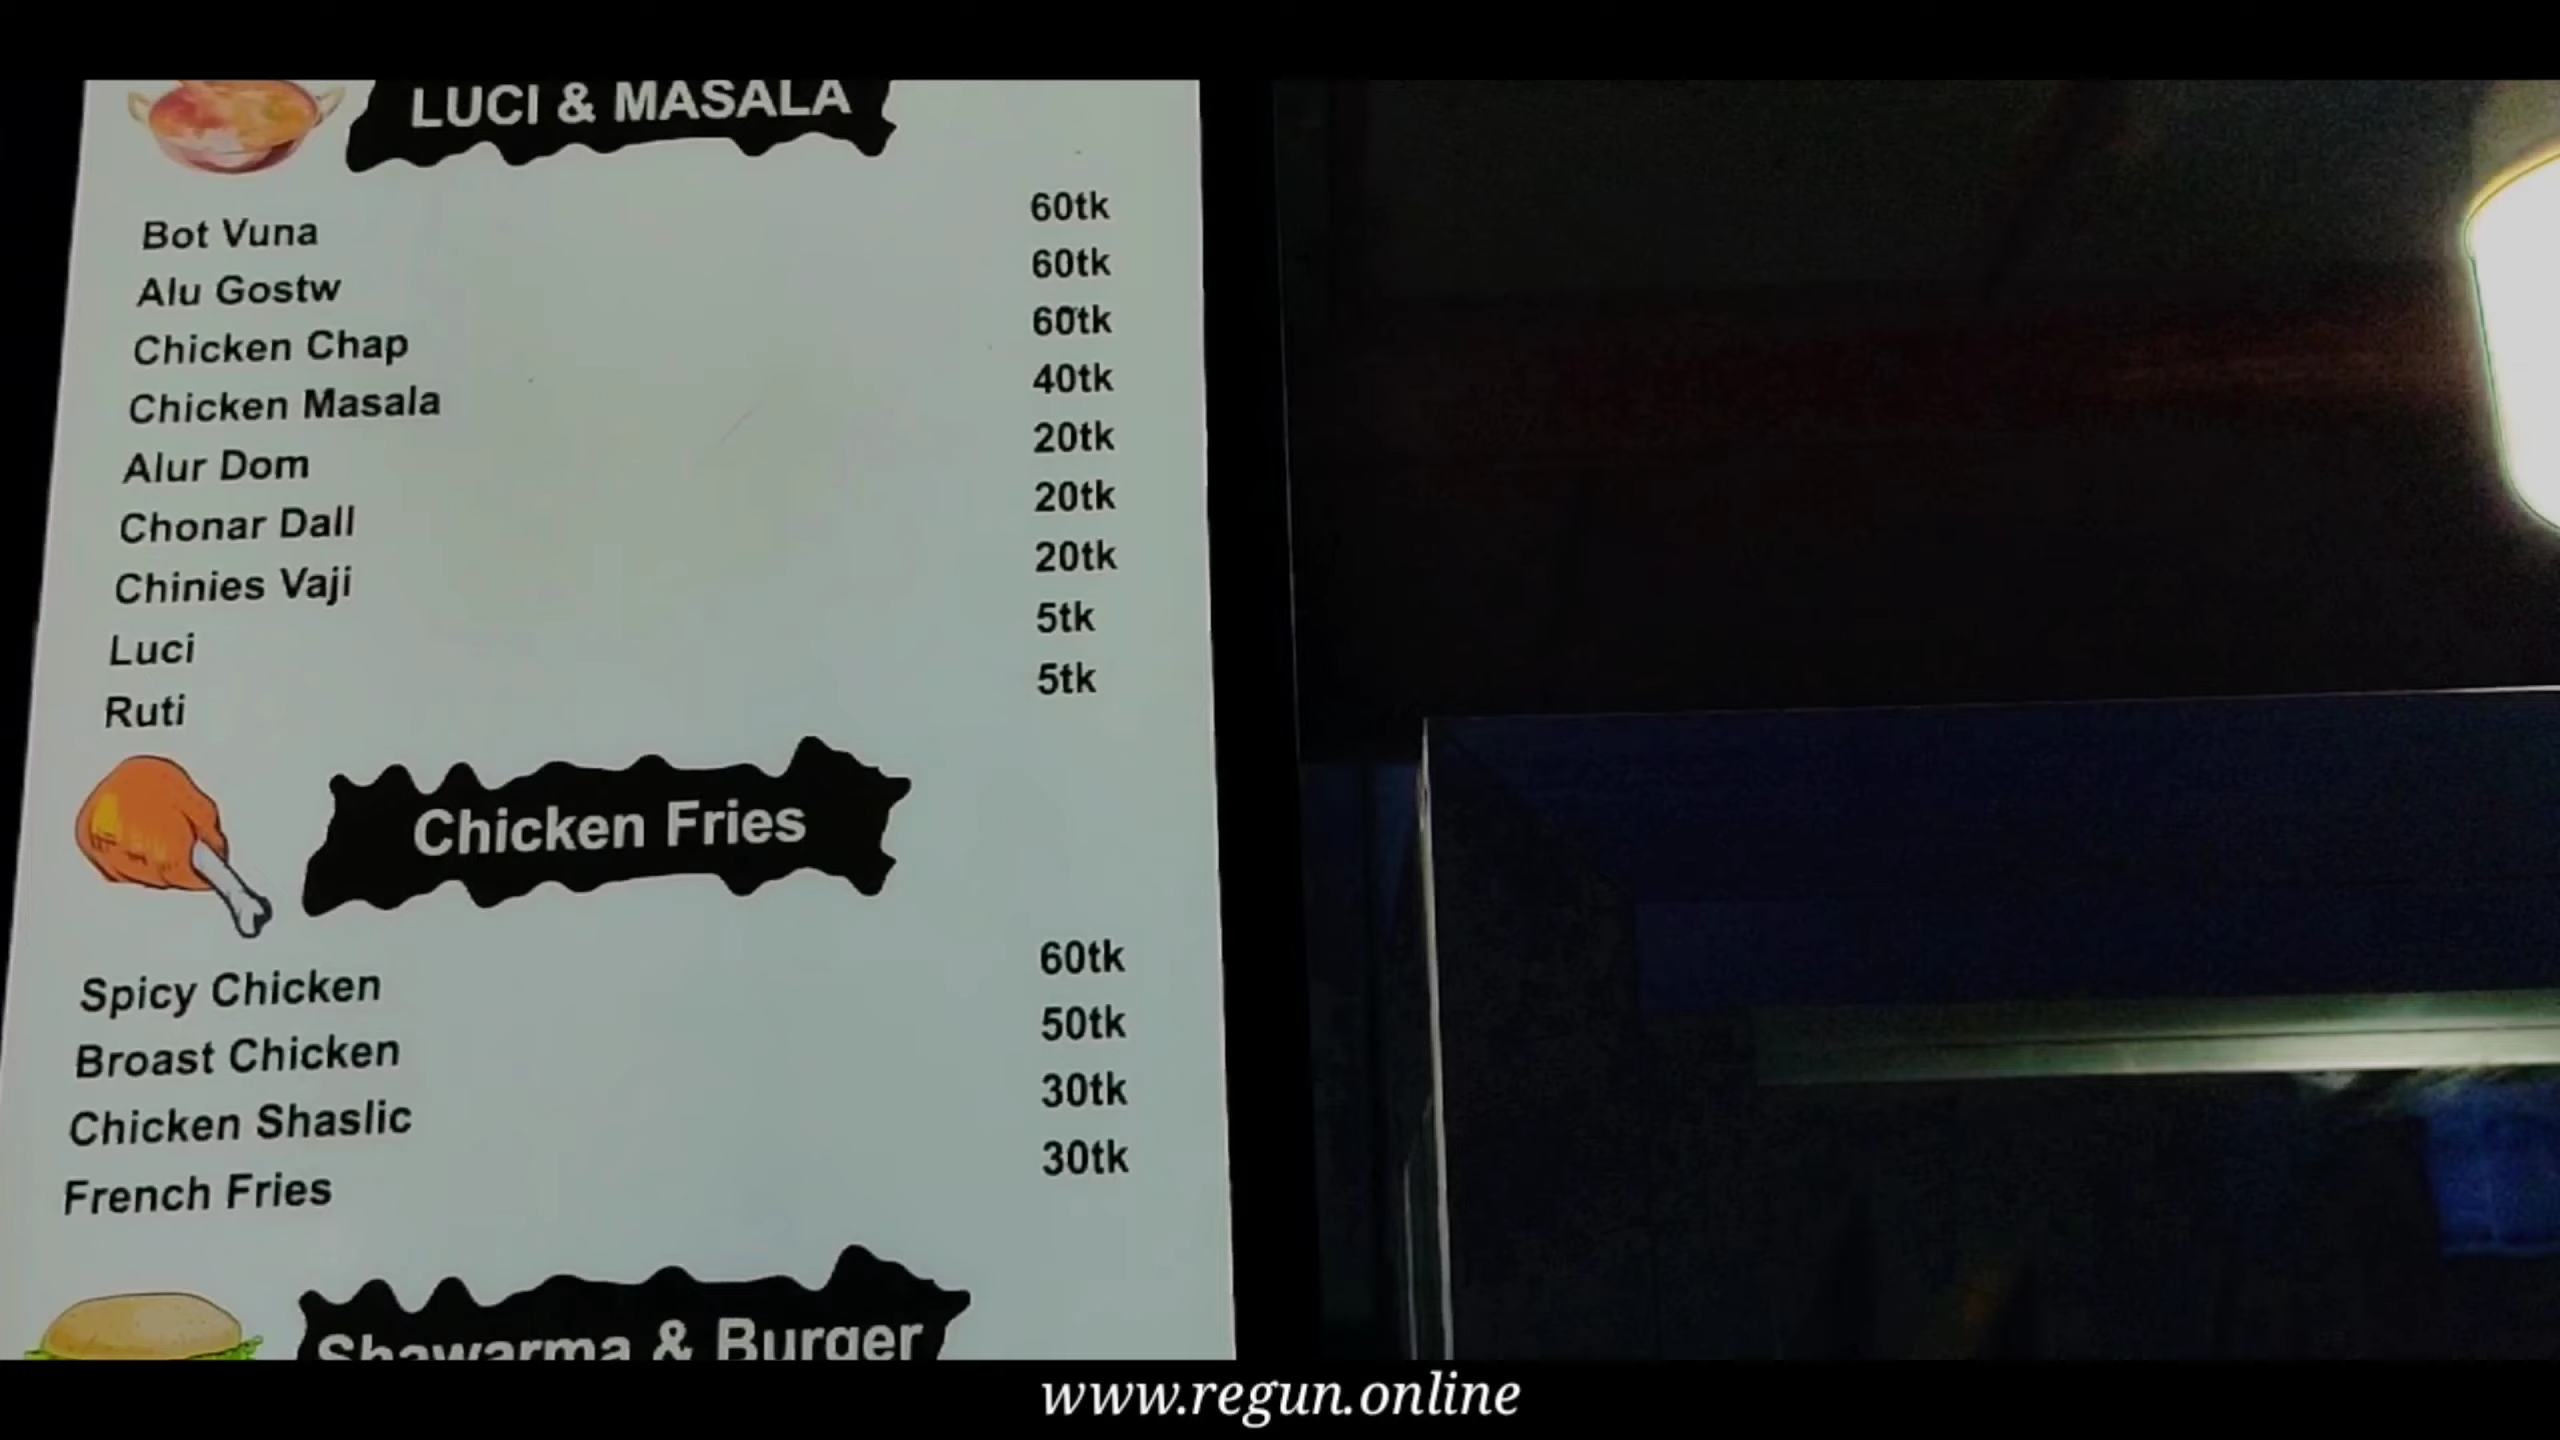 LUCI & MASALA
Bot Vuna 60tk
Alu Gostw 60tk
Chicken Chap 60tk
Chicken Masala 40tk
Alur Dom 20tk
Chonar Dall 20tk
Chinies Vaji 20tk
Luci 5tk
Ruti 5tk
Chicken Fries
Spicy Chicken 60tk
Broast Chicken 50tk
Chicken Shaslic 30tk
French Fries 30tk
Shawarma & Burger
www.regun.online